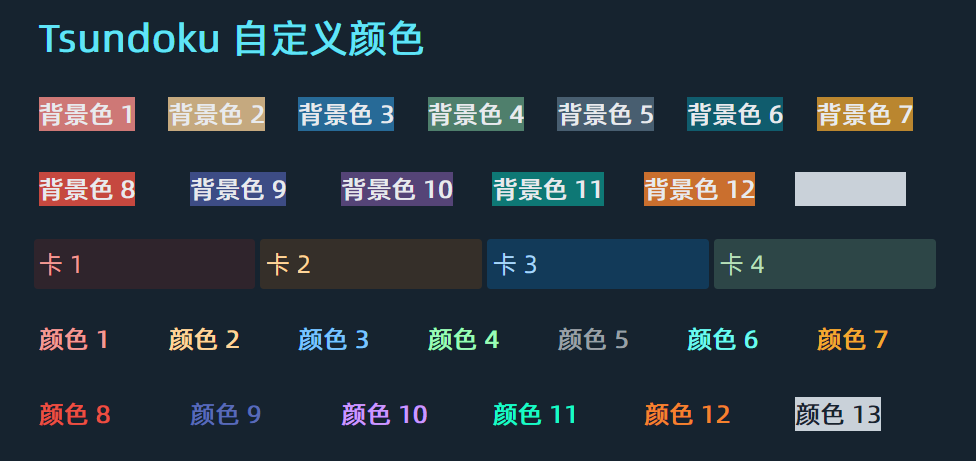 Tsundoku 自定义颜色
背景色 1 背景色 2 背景色 3 背景色 4 背景色 5 背景色 6 背景色 7
背景色 8 背景色 9 背景色 10 背景色 11 背景色 12
卡 1 卡 2 卡 3 卡 4
颜色 1 颜色 2 颜色 3 颜色 4 颜色 5 颜色 6 颜色 7
颜色 8 颜色 9 颜色 10 颜色 11 颜色 12 颜色 13